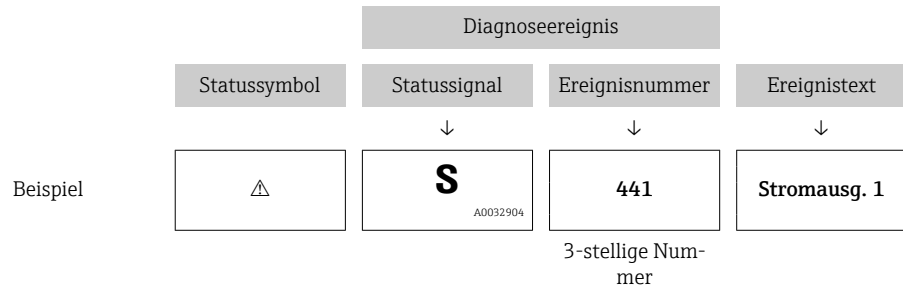 Diagnoseereignis
Statussymbol Statussignal Ereignisnummer Ereignistext
↓ ↓ ↓
Beispiel ⚠ S 441 Stromausg. 1
A0032904
3-stellige Num-
mer